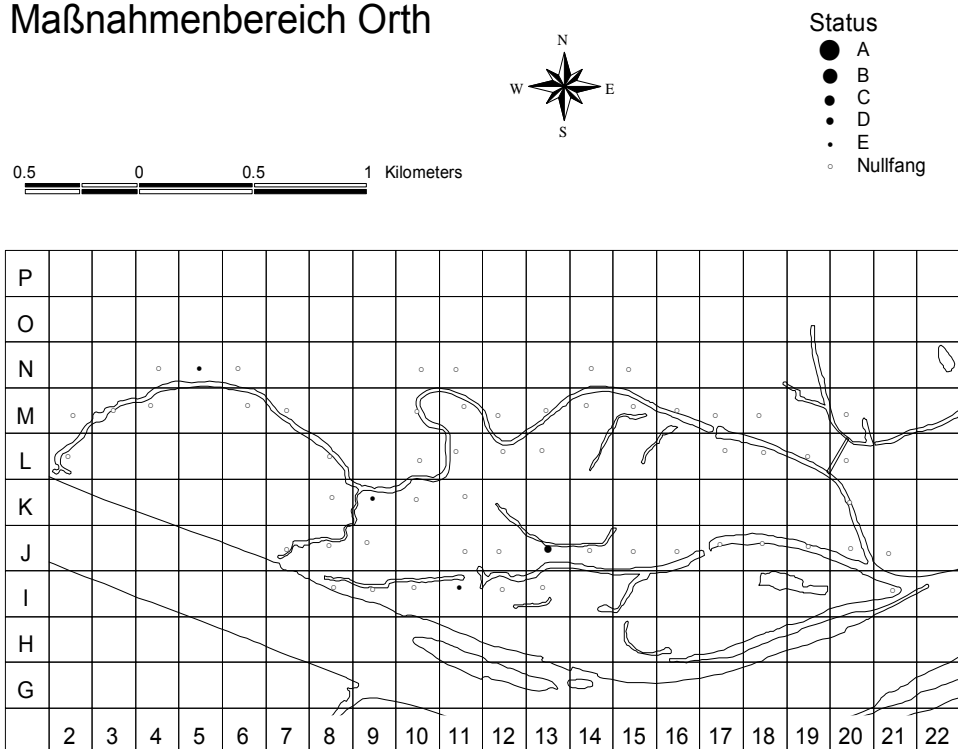 Maßnahmenbereich Orth
N
W E
S
Status
A
B
C
D
E
Nullfang
0.5 0 0.5 1 Kilometers
P
O
N
M
L
K
J
I
H
G
2 3 4 5 6 7 8 9 10 11 12 13 14 15 16 17 18 19 20 21 22